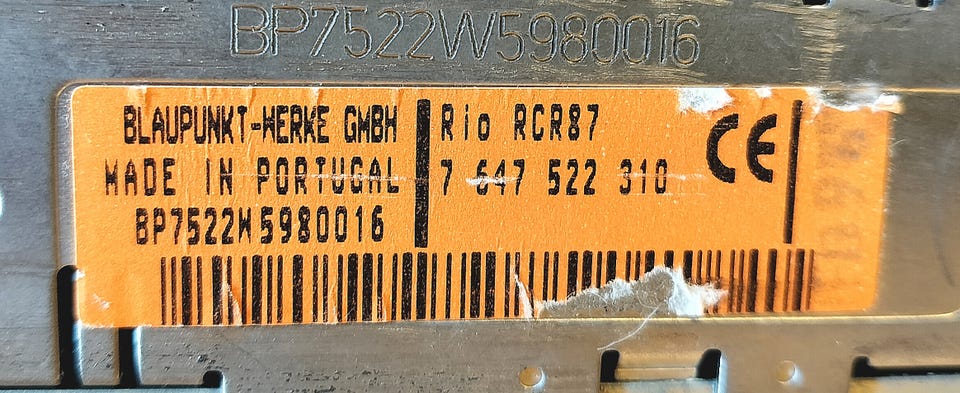 BP7522W5980016
BLAUPUNKT-WERKE GMBH
MADE IN PORTUGAL
BP7522W5980016
Rio RCR87
7 647 522 310
CE